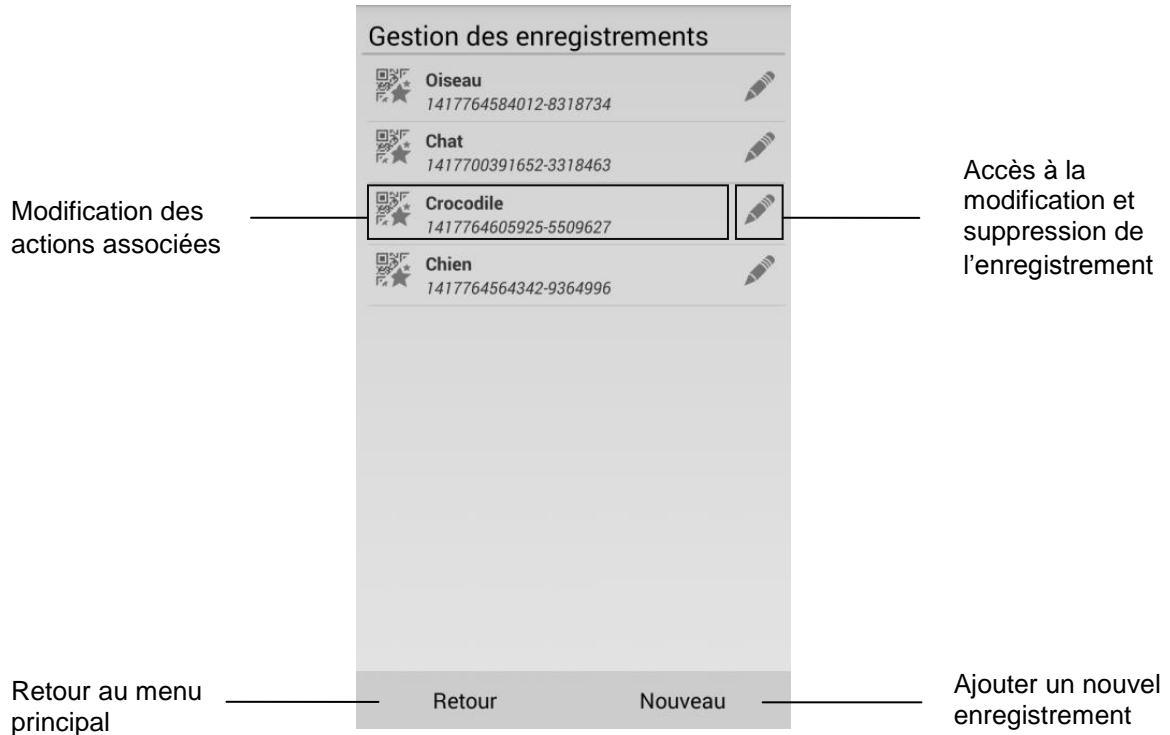 Gestion des enregistrements
Oiseau
1417764584012-8318734
Chat
1417700391652-3318463
Crocodile
1417764605925-5509627
Chien
1417764564342-9364996
Modification des
actions associées
Accès à la
modification et
suppression de
l'enregistrement
Retour au menu
principal
Retour
Nouveau
Ajouter un nouvel
enregistrement